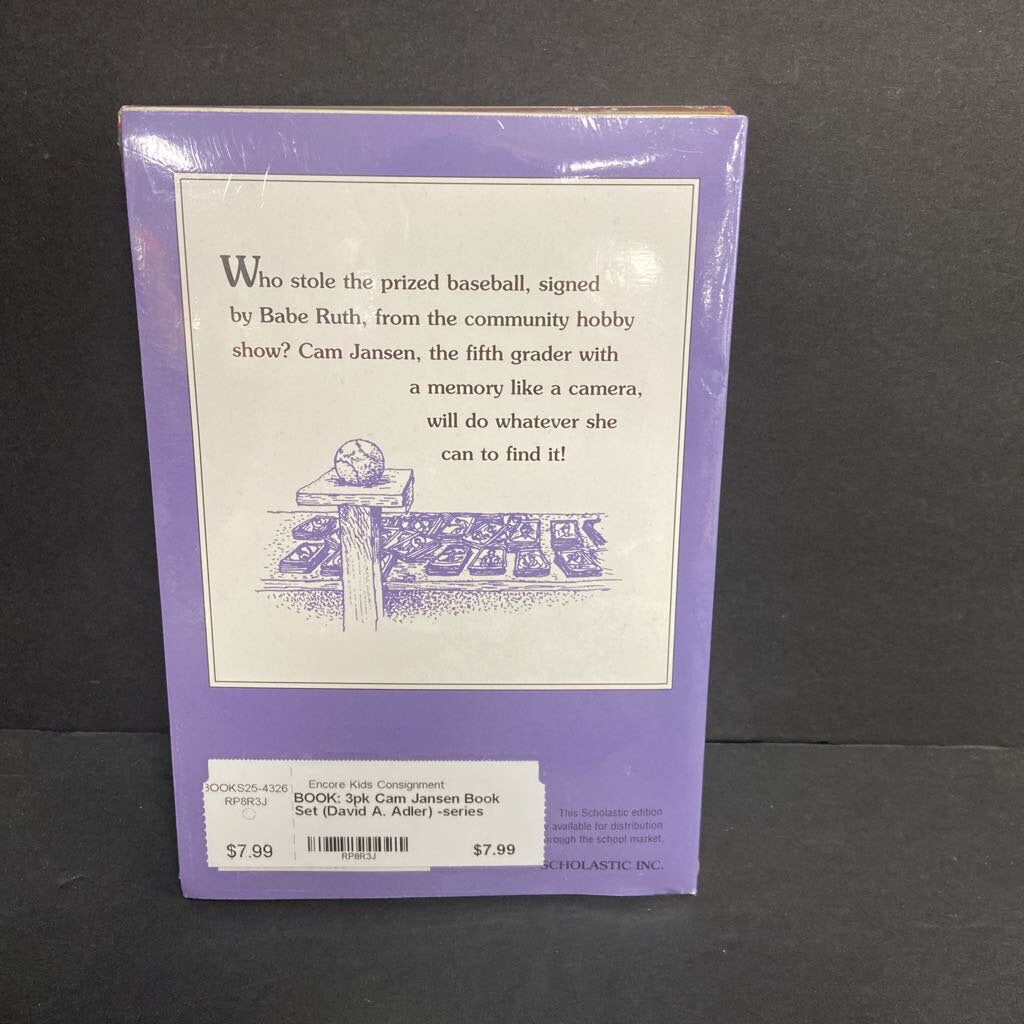 Who stole the prized baseball, signed
by Babe Ruth, from the community hobby
show? Cam Jansen, the fifth grader with
a memory like a camera,
will do whatever she
can to find it!
BOOKS25-4326
RP8R3J
$7.99
Encore Kids Consignment
BOOK: 3pk Cam Jansen Book
Set (David A. Adler) -series
RP8R3J
$7.99
This Scholastic edition
available for distribution
the school market.
SCHOLASTIC INC.